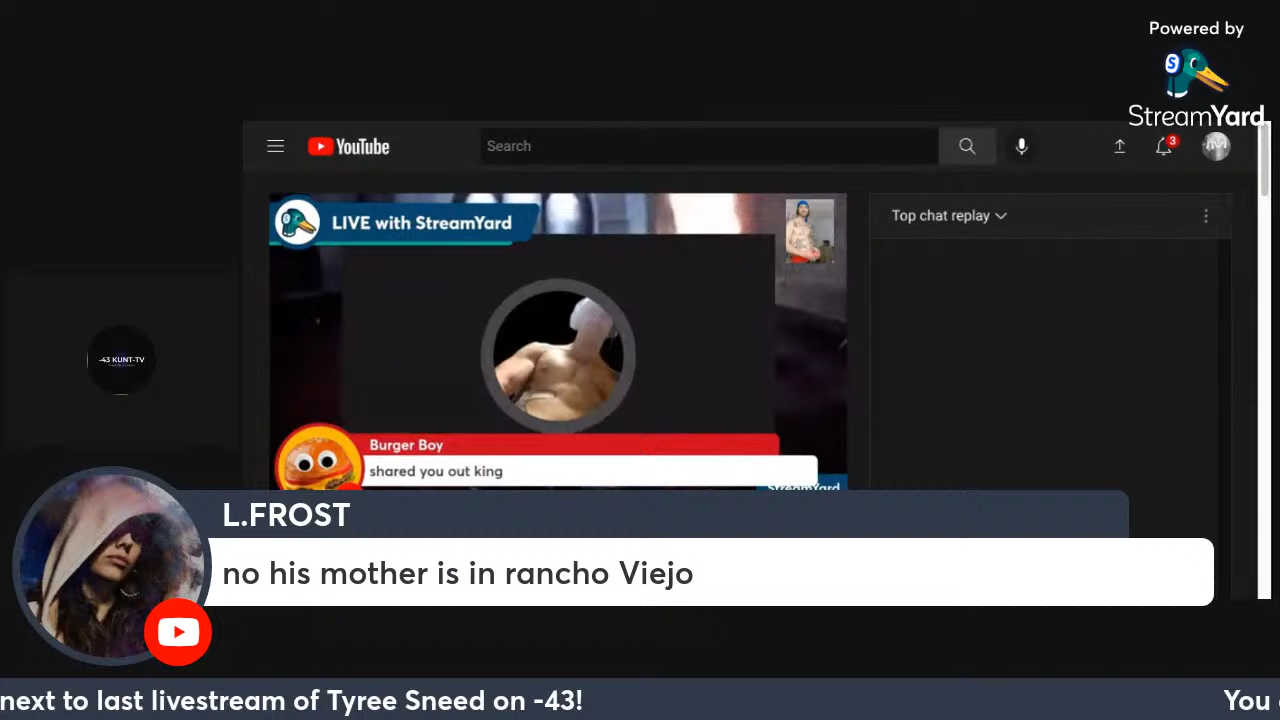 Powered by
StreamYard
YouTube
Search
3
LIVE with StreamYard
Top chat replay
-43 KUNT-TV
Burger Boy
shared you out king
StreamYard
L.FROST
no his mother is in rancho Viejo
next to last livestream of Tyree Sneed on -43!
You